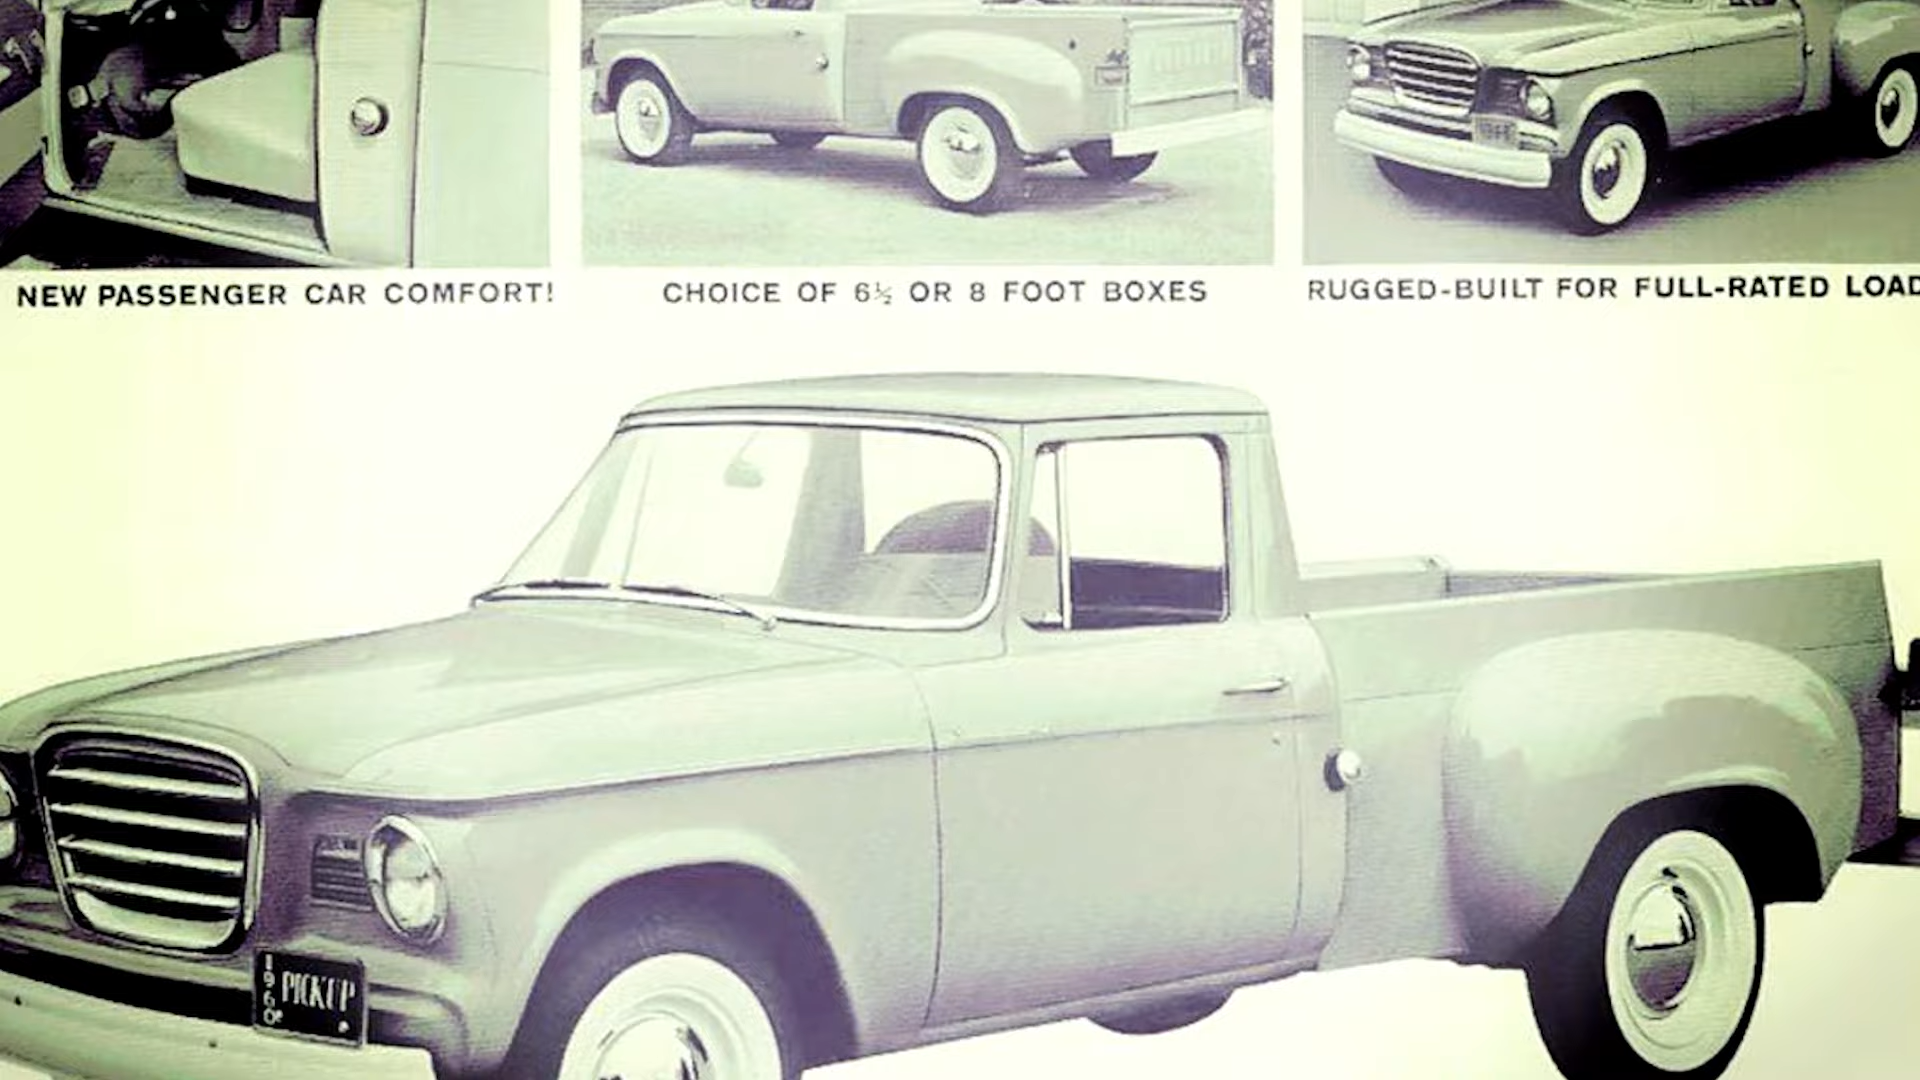 NEW PASSENGER CAR COMFORT!
CHOICE OF 6½ OR 8 FOOT BOXES
RUGGED-BUILT FOR FULL-RATED LOAD
1960 PICKUP